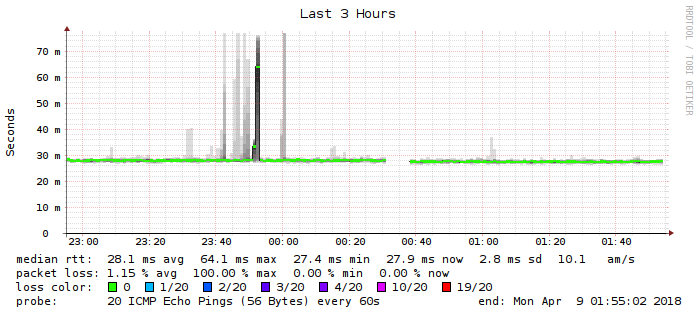 Last 3 Hours
RRDTOOL / TOBI OETIKER
Seconds
70 m
60 m
50 m
40 m
30 m
20 m
10 m
0
23:00 23:20 23:40 00:00 00:20 00:40 01:00 01:20 01:40
median rtt: 28.1 ms avg 64.1 ms max 27.4 ms min 27.9 ms now 2.8 ms sd 10.1 am/s
packet loss: 1.15 % avg 100.00 % max 0.00 % min 0.00 % now
loss color: 0 1/20 2/20 3/20 4/20 10/20 19/20
probe: 20 ICMP Echo Pings (56 Bytes) every 60s end: Mon Apr 9 01:55:02 2018